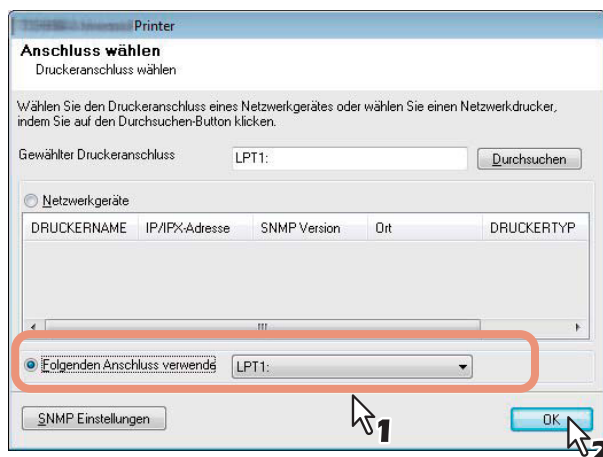 Printer
Anschluss wählen
Druckeranschluss wählen
Wählen Sie den Druckeranschluss eines Netzwerkgerätes oder wählen Sie einen Netzwerkdrucker,
indem Sie auf den Durchsuchen-Button klicken.
Gewählter Druckeranschluss LPT1: Durchsuchen
Netzwerkgeräte
DRUCKERNAME IP/IPX-Adresse SNMP Version Ort DRUCKERTYP
Folgenden Anschluss verwende LPT1:
1
SNMP Einstellungen OK
2